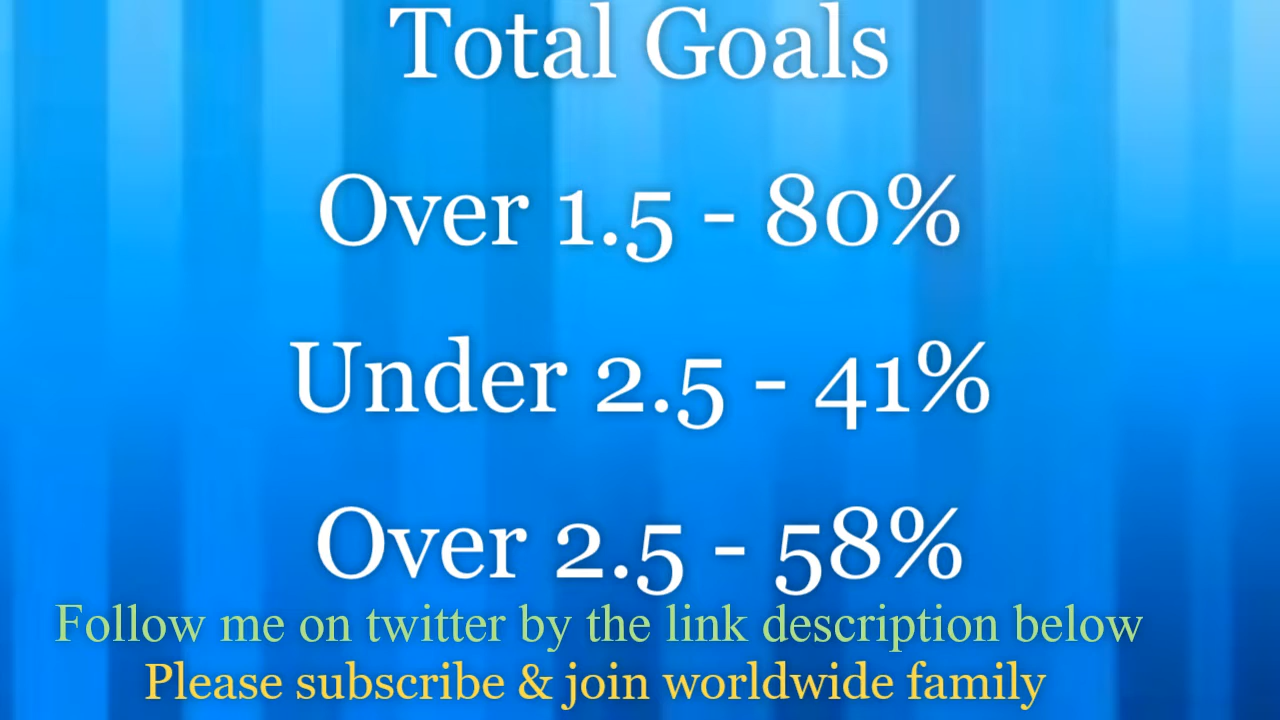 Total Goals
Over 1.5 - 80%
Under 2.5 - 41%
Over 2.5 - 58%
Follow me on twitter by the link description below
Please subscribe & join worldwide family